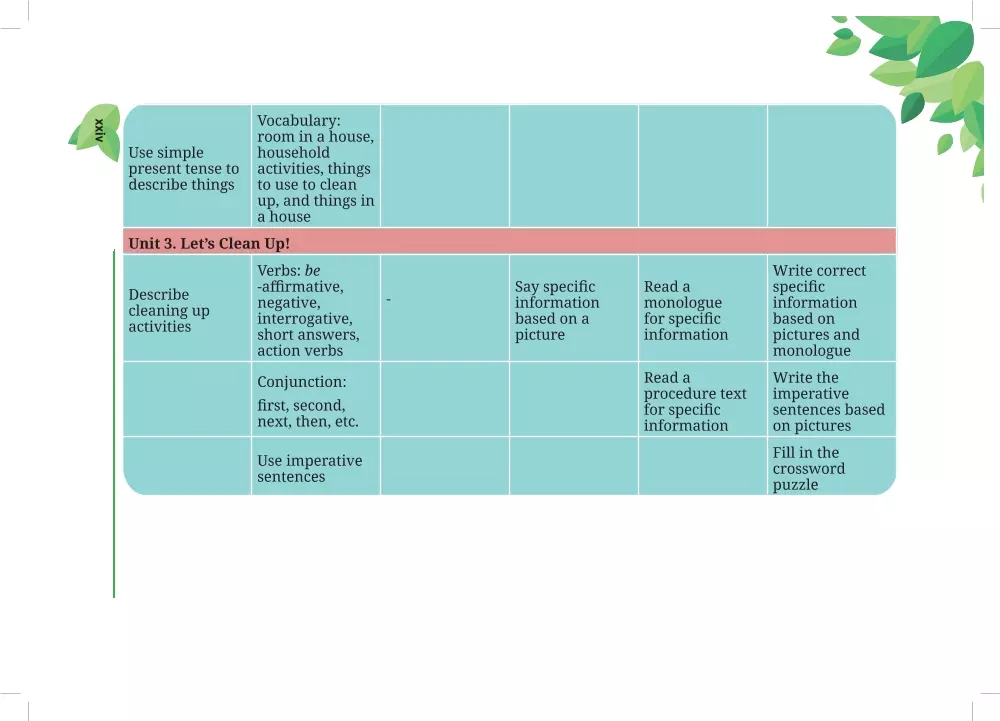 xxiv
Use simple
present tense to
describe things
Vocabulary:
room in a house,
household
activities, things
to use to clean
up, and things in
a house
Unit 3. Let’s Clean Up!
Describe
cleaning up
activities
Verbs: be
-affirmative,
negative,
interrogative,
short answers,
action verbs
-
Say specific
information
based on a
picture
Read a
monologue
for specific
information
Write correct
specific
information
based on
pictures and
monologue
Conjunction:
first, second,
next, then, etc.
Read a
procedure text
for specific
information
Write the
imperative
sentences based
on pictures
Use imperative
sentences
Fill in the
crossword
puzzle